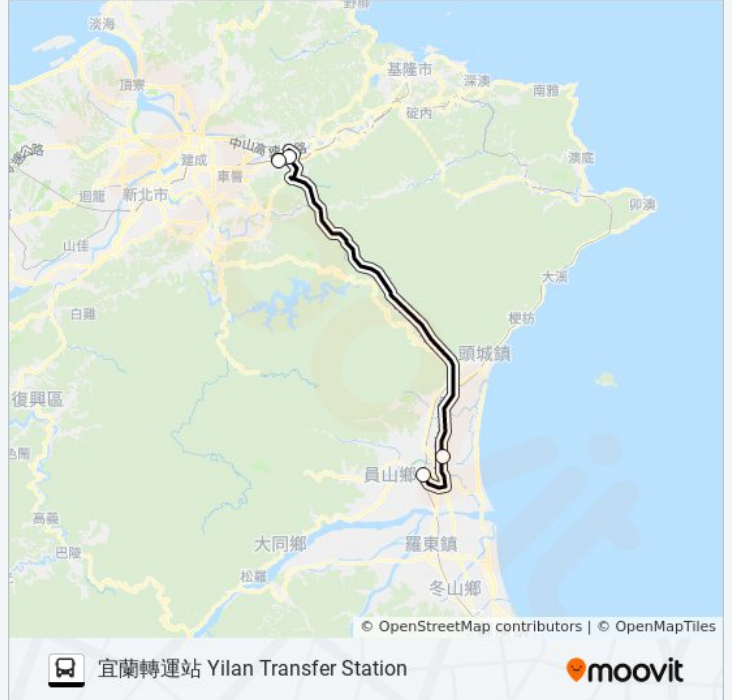 野柳
淡海
基隆市
深澳
頂寮
南雅
碻內
中山高速公路
建成
澳底
車層
迴龍
新北市
卯澳
山佳
大溪
白雞
梗枋
頭城鎮
復興區
員山鄉
高義
大同鄉
羅東鎮
巴陵
松羅
冬山鄉
© OpenStreetMap contributors | © OpenMapTiles
宜蘭轉運站 Yilan Transfer Station
moovit